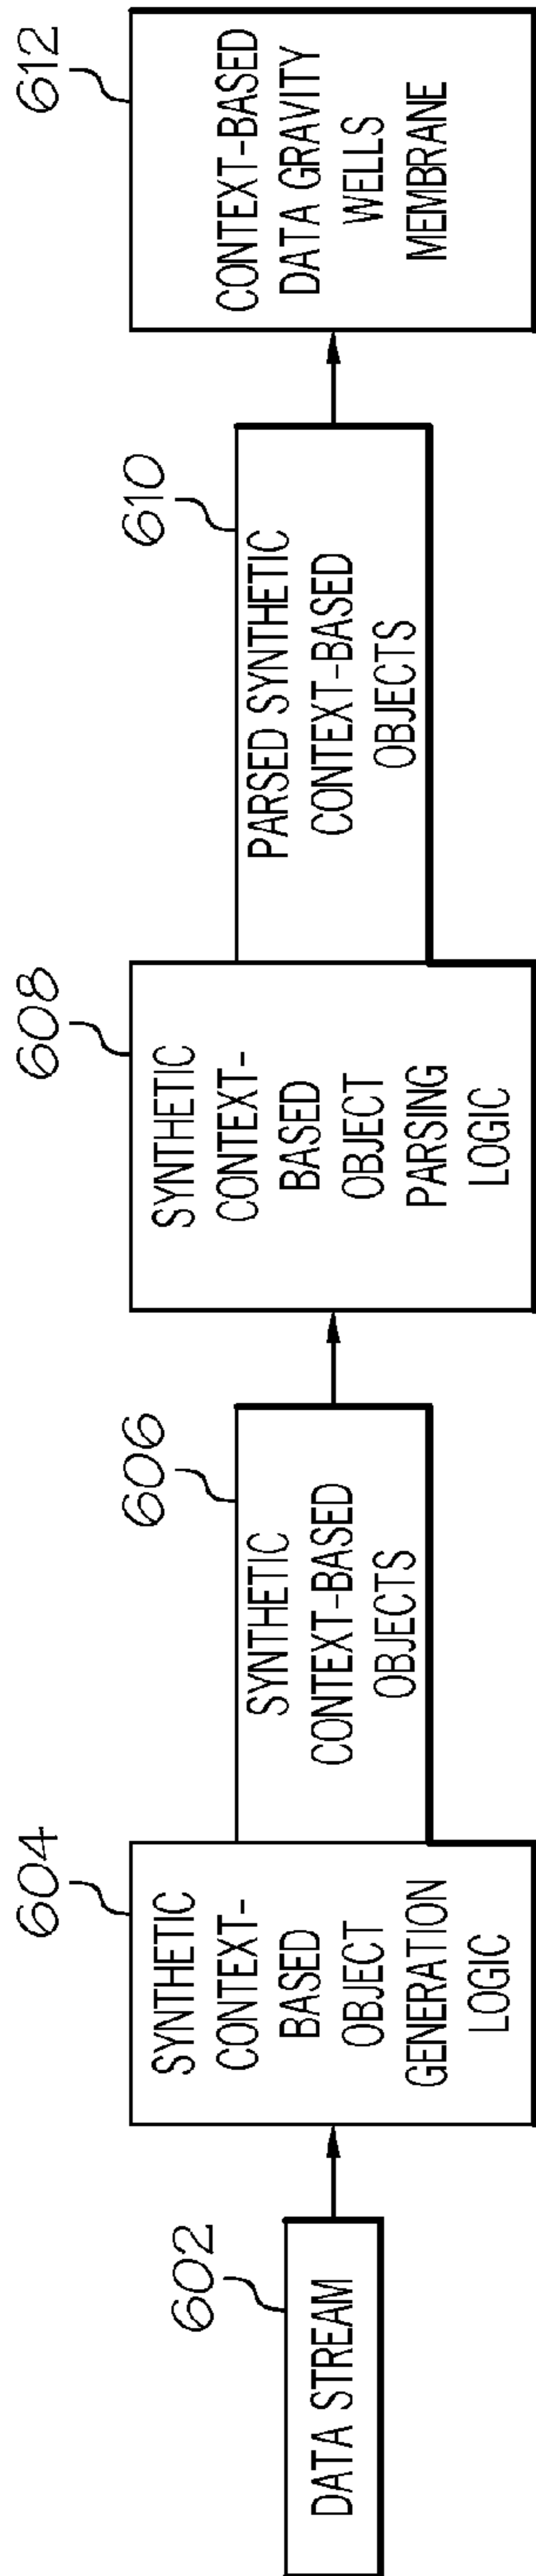 602
DATA STREAM
604
SYNTHETIC
CONTEXT-
BASED
OBJECT
GENERATION
LOGIC
606
SYNTHETIC
CONTEXT-BASED
OBJECTS
608
SYNTHETIC
CONTEXT-
BASED
OBJECT
PARSING
LOGIC
610
PARSED SYNTHETIC
CONTEXT-BASED
OBJECTS
612
CONTEXT-BASED
DATA GRAVITY
WELLS
MEMBRANE